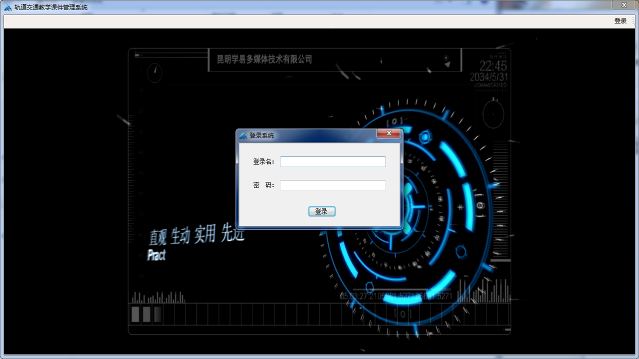 轨道交通教学课件管理系统
登录
昆明学易多媒体技术有限公司
22:45
2034/5/31
101
登录系统
登录名:
密 码:
登录
直观 生动 实用 先进
Pract